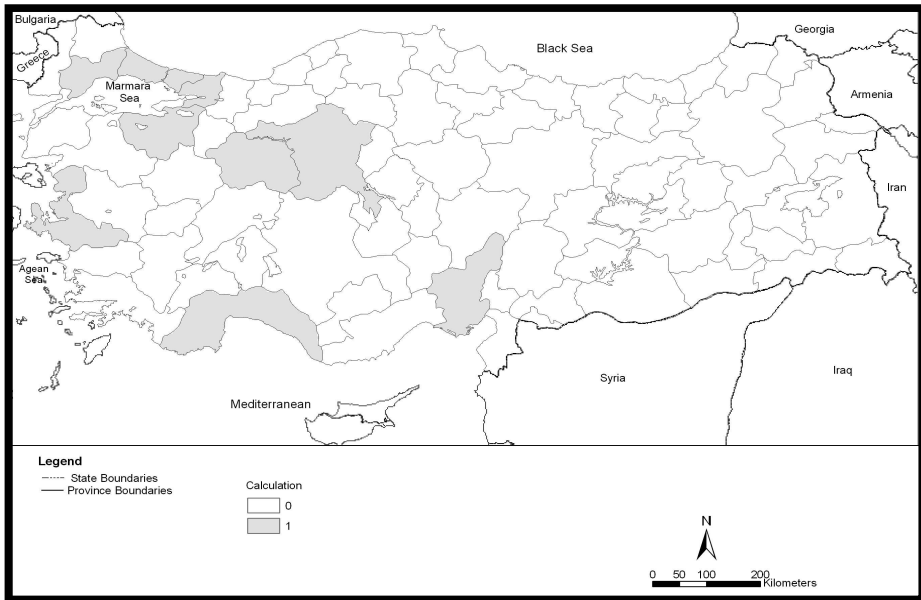 Bulgaria
Greece
Marmara
Sea
Black Sea
Georgia
Armenia
Iran
Agean
Sea
Mediterranean
Syria
Iraq
Legend
State Boundaries
Province Boundaries
Calculation
0
1
N
0 50 100 200
Kilometers